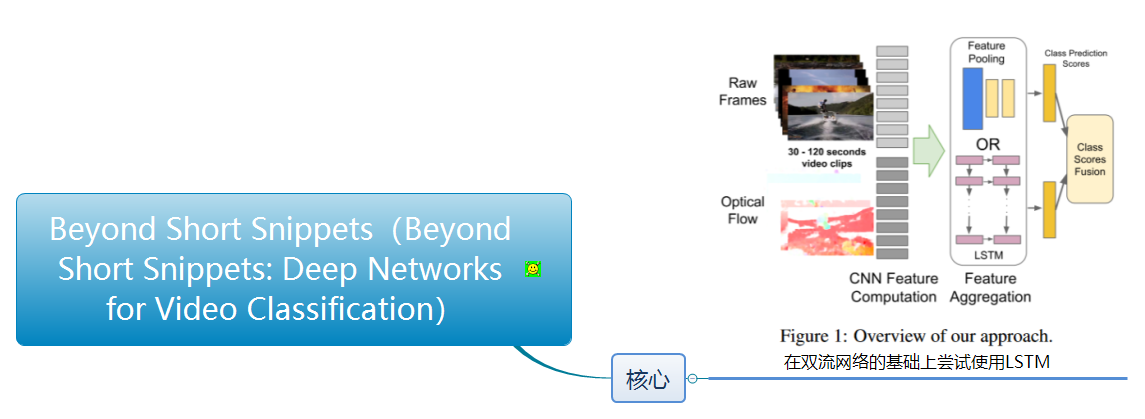 Beyond Short Snippets（Beyond
Short Snippets: Deep Networks
for Video Classification）
核心
Raw
Frames
30 - 120 seconds
video clips
Optical
Flow
CNN Feature
Computation
Feature
Pooling
OR
LSTM
Feature
Aggregation
Class Prediction
Scores
Class
Scores
Fusion
Figure 1: Overview of our approach.
在双流网络的基础上尝试使用LSTM